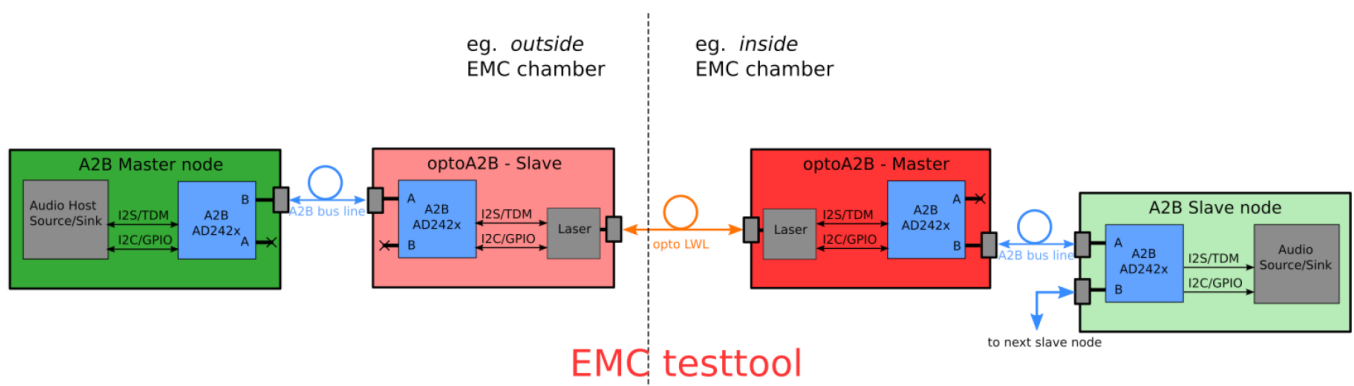 eg. outside
EMC chamber
eg. inside
EMC chamber
A2B Master node
Audio Host
Source/Sink
I2S/TDM
I2C/GPIO
A2B
AD242x
B
A
A2B bus line
optoA2B - Slave
A
B
A2B
AD242x
I2S/TDM
I2C/GPIO
Laser
opto LWL
optoA2B - Master
Laser
I2S/TDM
I2C/GPIO
A2B
AD242x
A
B
A2B bus line
A2B Slave node
A
B
A2B
AD242x
I2S/TDM
I2C/GPIO
Audio
Source/Sink
to next slave node
EMC testtool